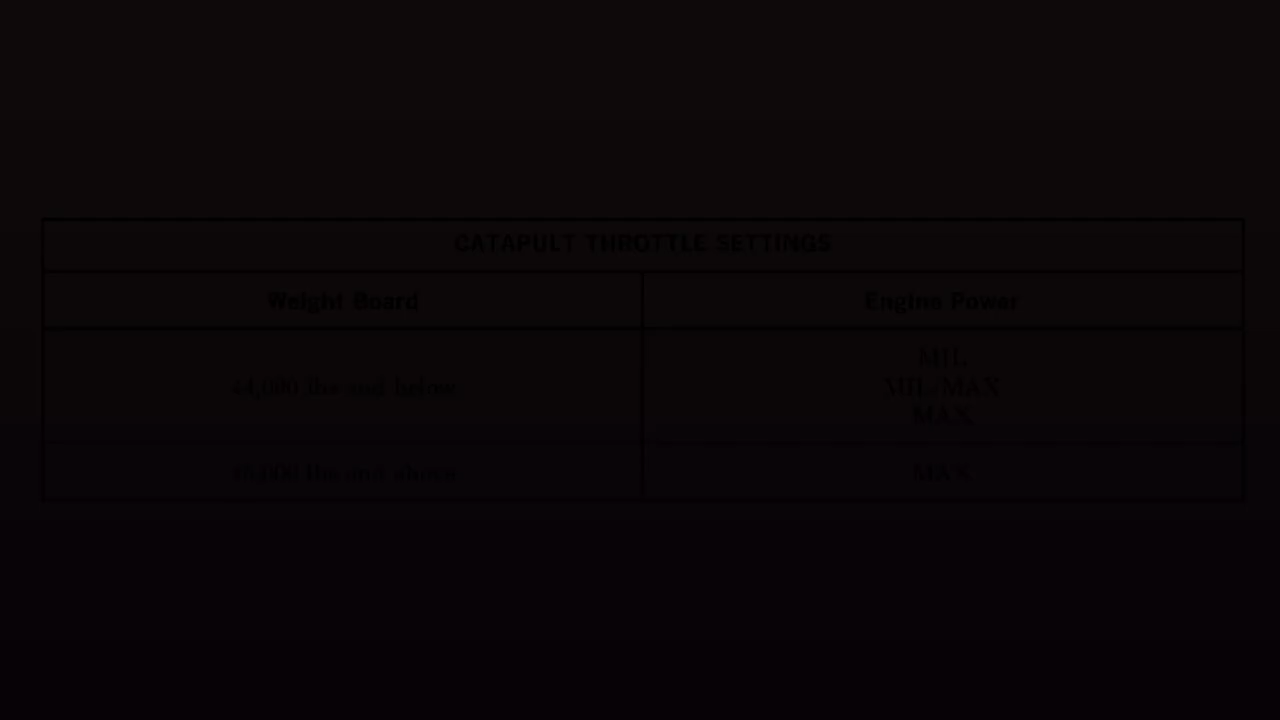 CATAPULT THROTTLE SETTINGS
Weight Board
Engine Power
MIL
lbs and below
MIL/MAX
MAX
lbs and above
MAX